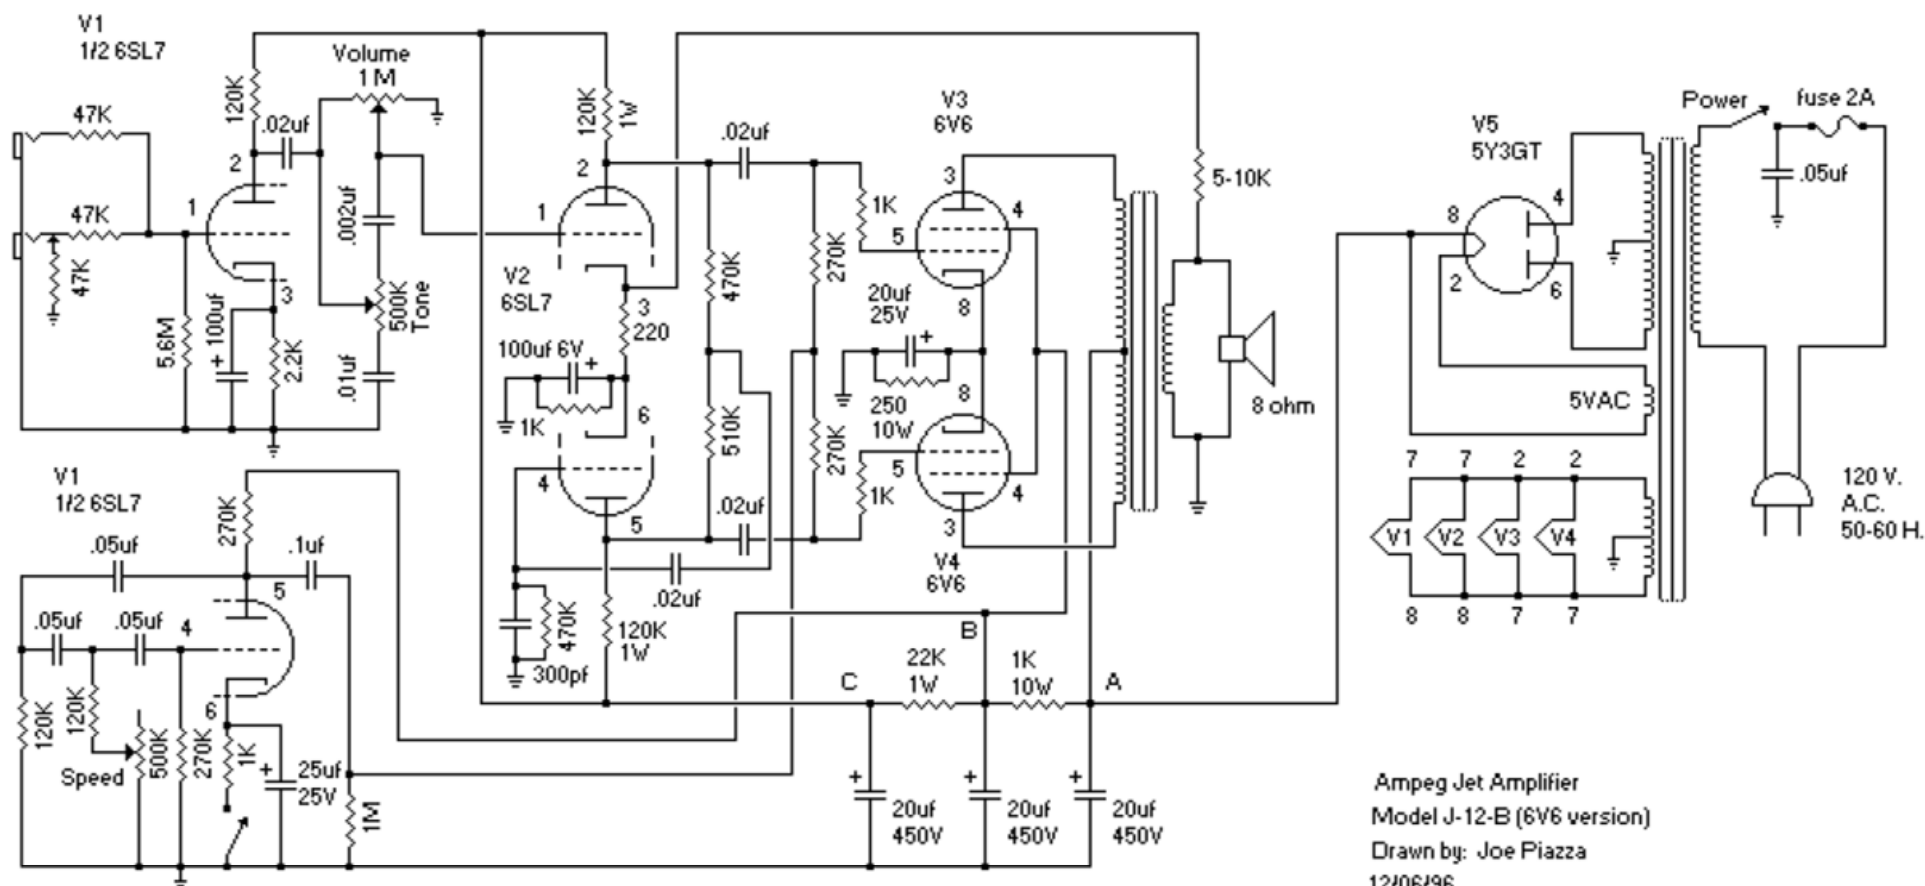 V1
1/2 6SL7
47K
47K
47K
120K
.02uf
Volume
1 M
2
1
3
5.6M
+
100uf
2.2K
.002uf
500K
Tone
.01uf
120K
1W
2
1
V2
6SL7
3
220
100uf 6V
+
1K
6
4
5
.02uf
470K
510K
270K
270K
.02uf
.02uf
470K
300pf
120K
1W
V3
6V6
3
4
1K
5
8
20uf
25V
+
250
10W
8
5
4
1K
3
V4
6V6
5-10K
8 ohm
V5
5Y3GT
4
8
2
6
Power
fuse 2A
.05uf
5VAC
7
7
2
2
V1
V2
V3
V4
8
8
7
7
120 V.
A.C.
50-60 H.
V1
1/2 6SL7
270K
.05uf
.1uf
5
.05uf
.05uf
4
6
120K
120K
Speed
500K
270K
1K
+
25uf
25V
1M
B
C
22K
1W
1K
10W
A
+
20uf
450V
+
20uf
450V
+
20uf
450V
Ampeg Jet Amplifier
Model J-12-B (6V6 version)
Drawn by: Joe Piazza
12/06/96